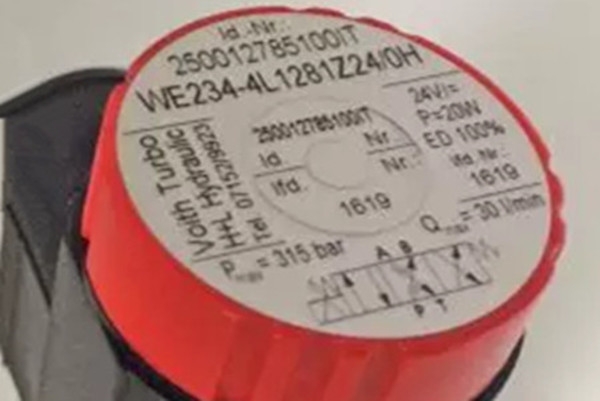 Id.-Nr.:
25001278510OIT
WE234-4L1281Z24/0H
24V/=
P=20W
ED 100%
lfd. Nr.:
1619
Voith Turbo
H+L Hydraulic
Tel 07152/99923
25001278510OIT
Id. Nr
lfd. Nr.:
1619
Pmax = 315 bar
Qmax = 30 l/min
A B
P T